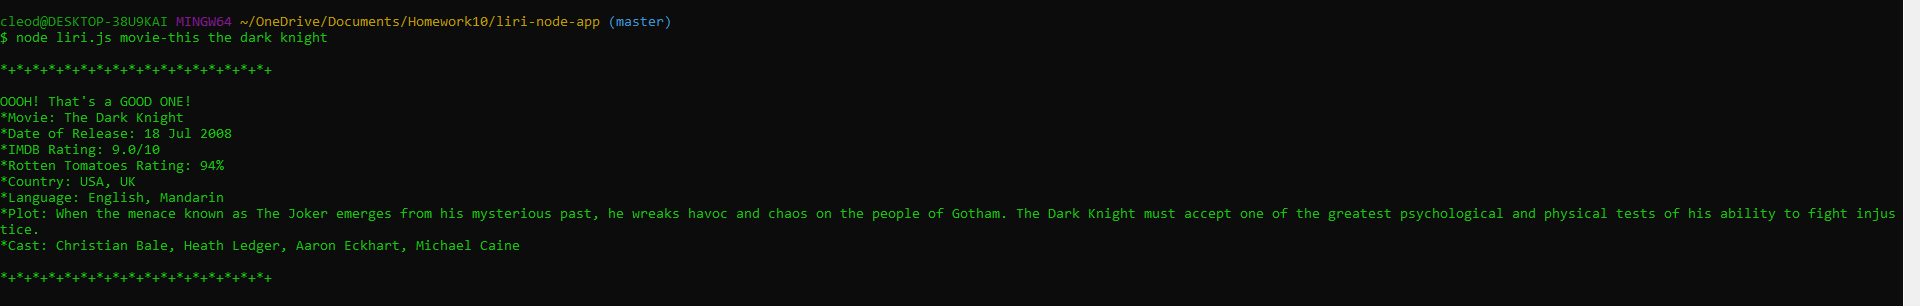 cleod@DESKTOP-38U9KAI MINGW64 ~/OneDrive/Documents/Homework10/liri-node-app (master)
$ node liri.js movie-this the dark knight
*+*+*+*+*+*+*+*+*+*+*+*+*+*+*+*+*+
OOOH! That's a GOOD ONE!
*Movie: The Dark Knight
*Date of Release: 18 Jul 2008
*IMDB Rating: 9.0/10
*Rotten Tomatoes Rating: 94%
*Country: USA, UK
*Language: English, Mandarin
*Plot: When the menace known as The Joker emerges from his mysterious past, he wreaks havoc and chaos on the people of Gotham. The Dark Knight must accept one of the greatest psychological and physical tests of his ability to fight injus
tice.
*Cast: Christian Bale, Heath Ledger, Aaron Eckhart, Michael Caine
*+*+*+*+*+*+*+*+*+*+*+*+*+*+*+*+*+